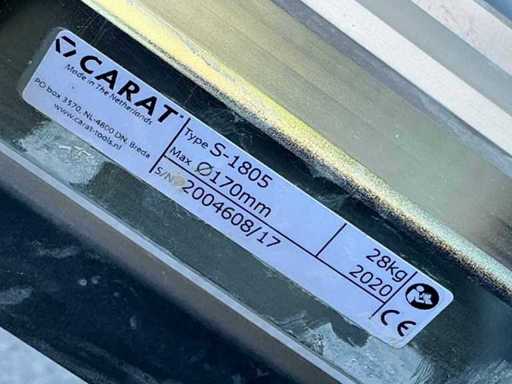 CARAT
Made in The Netherlands
PO box 3570, NL-4800 DN, Breda
www.carat-tools.nl
Type S-1805
Max Ø170mm 28kg
S/N 2004608/17 2020
CE